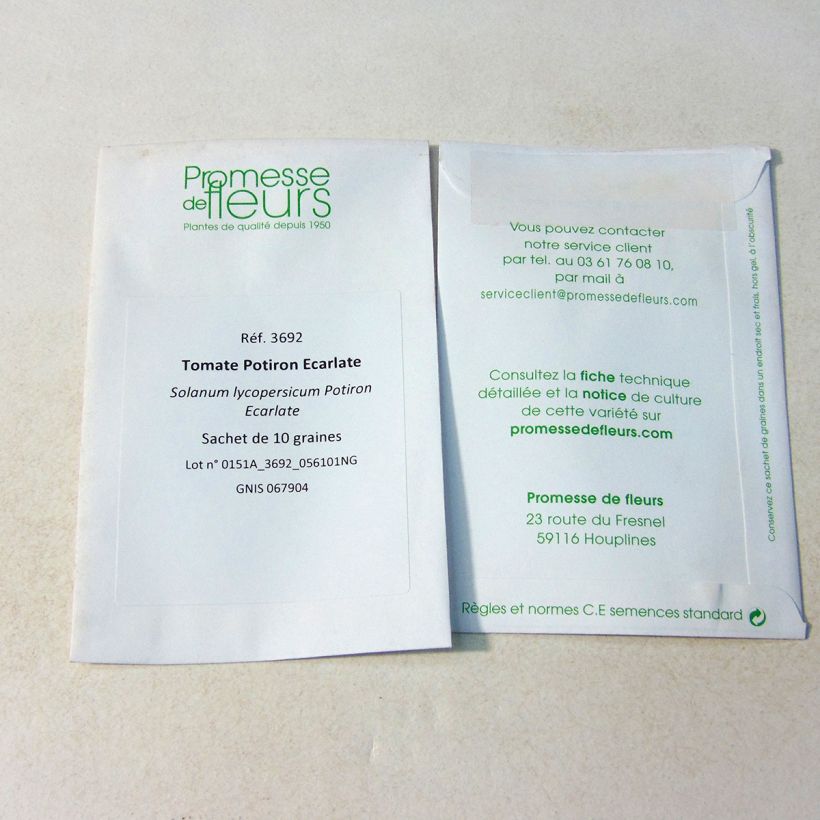 Promesse
de fleurs
Plantes de qualité depuis 1950
Réf. 3692
Tomate Potiron Ecarlate
Solanum lycopersicum Potiron
Ecarlate
Sachet de 10 graines
Lot n° 0151A_3692_056101NG
GNIS 067904
Vous pouvez contacter
notre service client
par tel. au 03 61 76 08 10,
par mail à
serviceclient@promessedefleurs.com
Consultez la fiche technique
détaillée et la notice de culture
de cette variété sur
promessedefleurs.com
Promesse de fleurs
23 route du Fresnel
59116 Houplines
Règles et normes C.E semences standard
Conservez ce sachet de graines dans un endroit sec et frais, hors gel, à l'obscurité